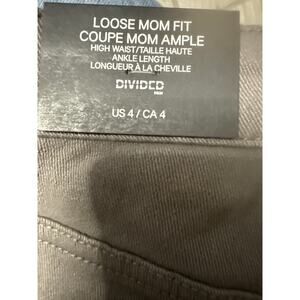 LOOSE MOM FIT
COUPE MOM AMPLE
HIGH WAIST/TAILLE HAUTE
ANKLE LENGTH
LONGUEUR À LA CHEVILLE
DIVIDED
H&M
US 4 / CA 4